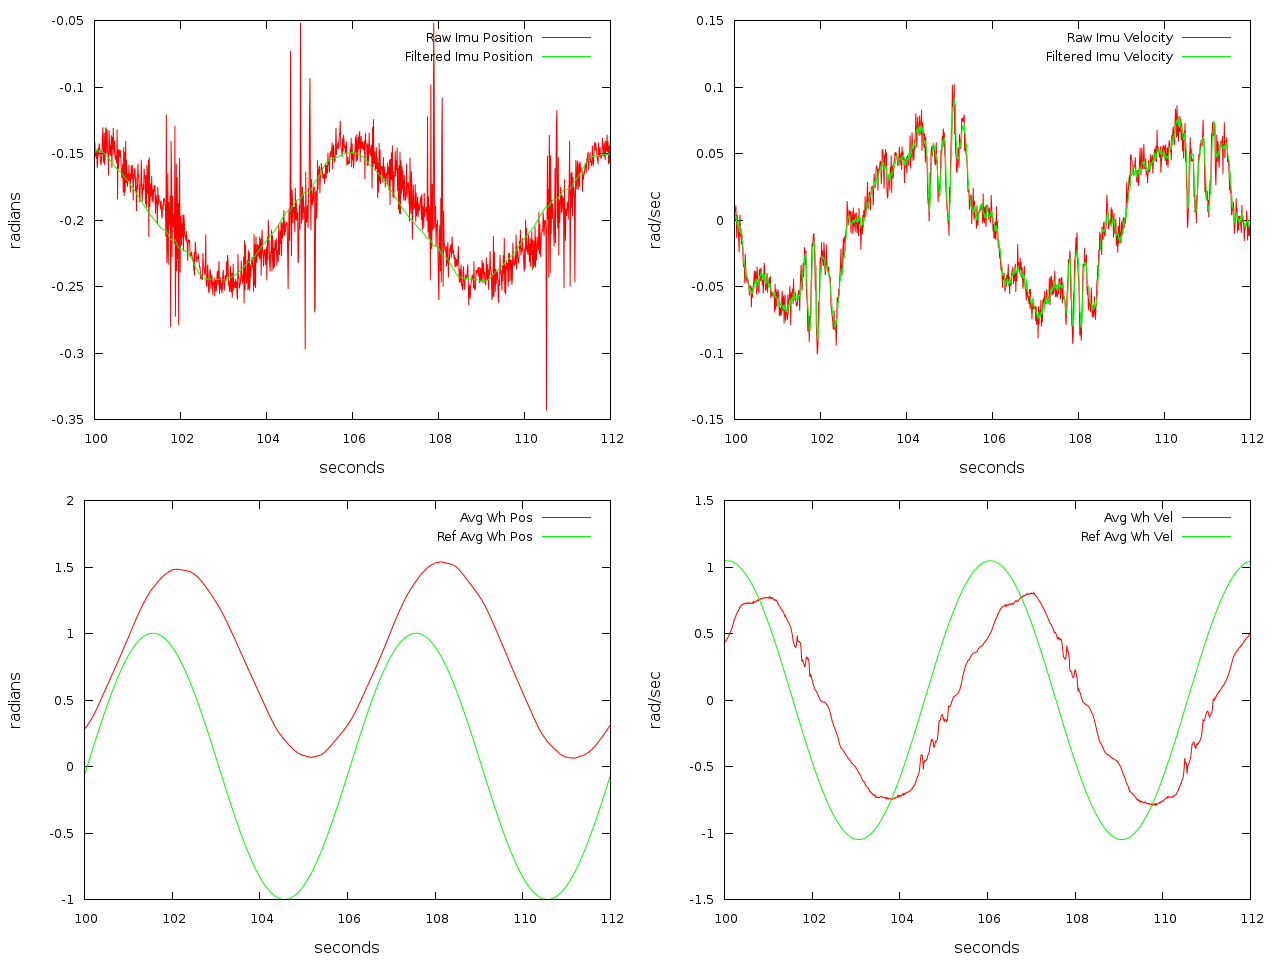 -0.05
-0.1
-0.15
-0.2
-0.25
-0.3
-0.35
100 102 104 106 108 110 112
radians
seconds
Raw Imu Position
Filtered Imu Position
0.15
0.1
0.05
0
-0.05
-0.1
-0.15
100 102 104 106 108 110 112
rad/sec
seconds
Raw Imu Velocity
Filtered Imu Velocity
2
1.5
1
0.5
0
-0.5
-1
100 102 104 106 108 110 112
radians
seconds
Avg Wh Pos
Ref Avg Wh Pos
1.5
1
0.5
0
-0.5
-1
-1.5
100 102 104 106 108 110 112
rad/sec
seconds
Avg Wh Vel
Ref Avg Wh Vel